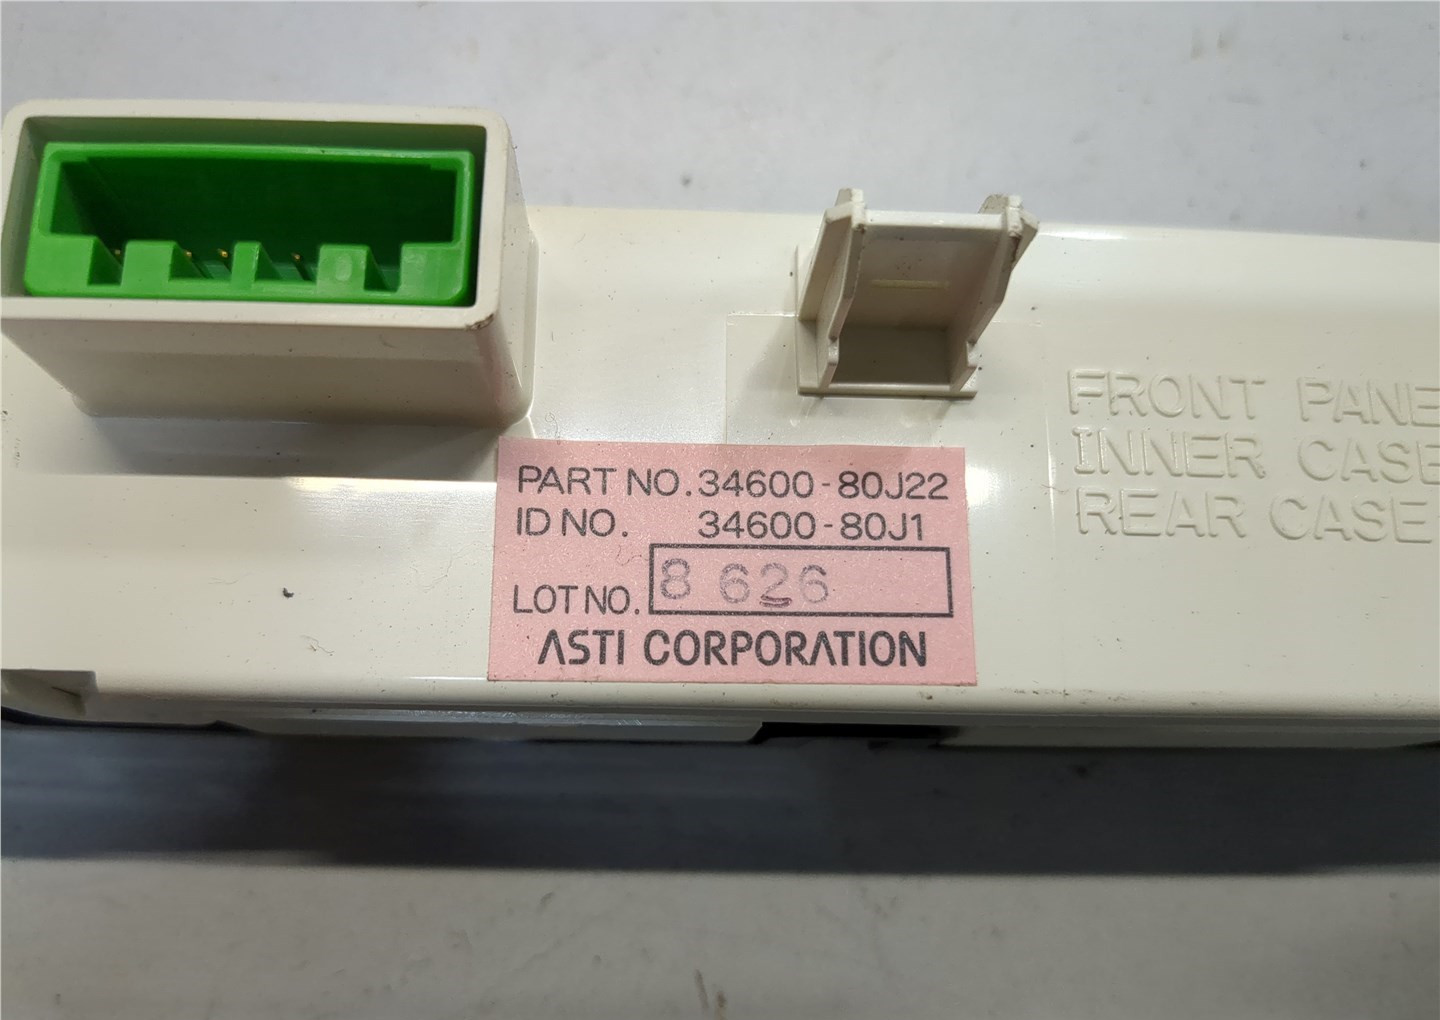 FRONT PANE
INNER CASE
REAR CASE
PART NO. 34600-80J22
ID NO. 34600-80J1
LOT NO. 8 626
ASTI CORPORATION